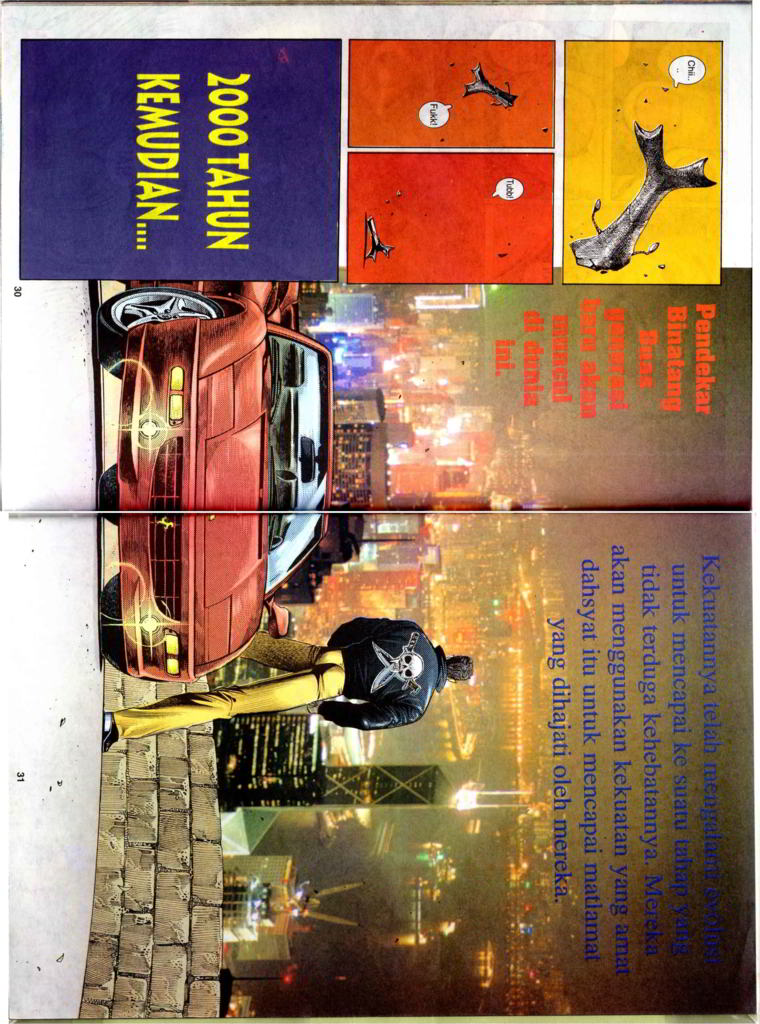 Chii..
Fukk!
Tubb!
2000 TAHUN
KEMUDIAN....
Pendekar
Binatang
Buas
generasi
baru akan
muncul
di dunia
ini.
30
Kekuatannya telah mengalami evolusi
untuk mencapai ke suatu tahap yang
tidak terduga kehebatannya. Mereka
akan menggunakan kekuatan yang amat
dahsyat itu untuk mencapai matlamat
yang dihajati oleh mereka.
31